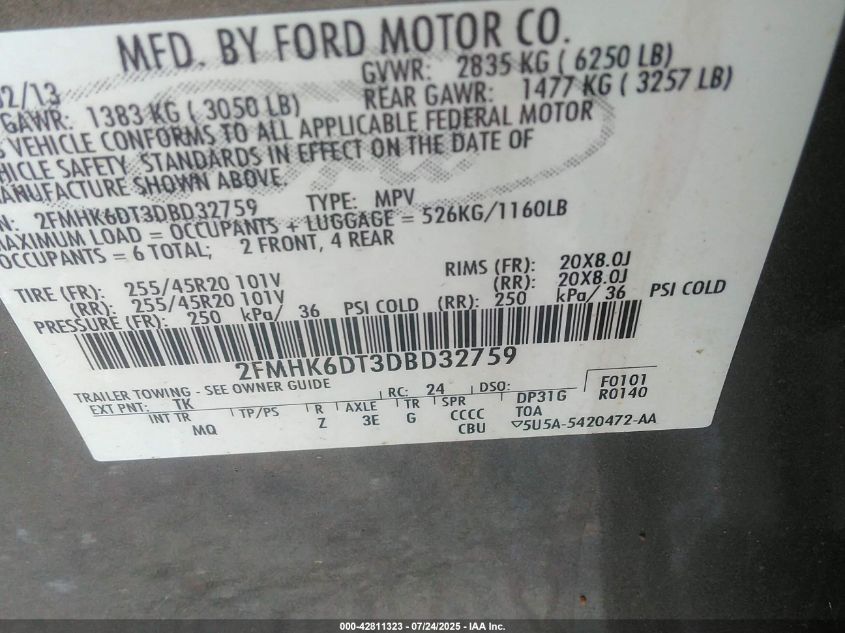 MFD. BY FORD MOTOR CO.
02/13 GVWR: 2835 KG ( 6250 LB)
GAWR: 1383 KG ( 3050 LB) REAR GAWR: 1477 KG ( 3257 LB)
VEHICLE CONFORMS TO ALL APPLICABLE FEDERAL MOTOR
HICLE SAFETY STANDARDS IN EFFECT ON THE DATE OF
ANUFACTURE SHOWN ABOVE.
N: 2FMHK6DT3DBD32759 TYPE: MPV
MAXIMUM LOAD = OCCUPANTS + LUGGAGE = 526KG/1160LB
OCCUPANTS = 6 TOTAL; 2 FRONT, 4 REAR
RIMS (FR): 20X8.0J
TIRE (FR): 255/45R20 101V (RR): 20X8.0J
(RR): 255/45R20 101V
PRESSURE (FR): 250 kPa/ 36 PSI COLD (RR): 250 kPa/ 36 PSI COLD
2FMHK6DT3DBD32759
TRAILER TOWING - SEE OWNER GUIDE
EXT PNT: TK RC: 24 DSO: F0101
INT TR TP/PS R AXLE TR SPR DP31G R0140
MQ Z 3E G CCCC TOA
CBU ▽5U5A-5420472-AA
000-42811323 - 07/24/2025 - IAA Inc.